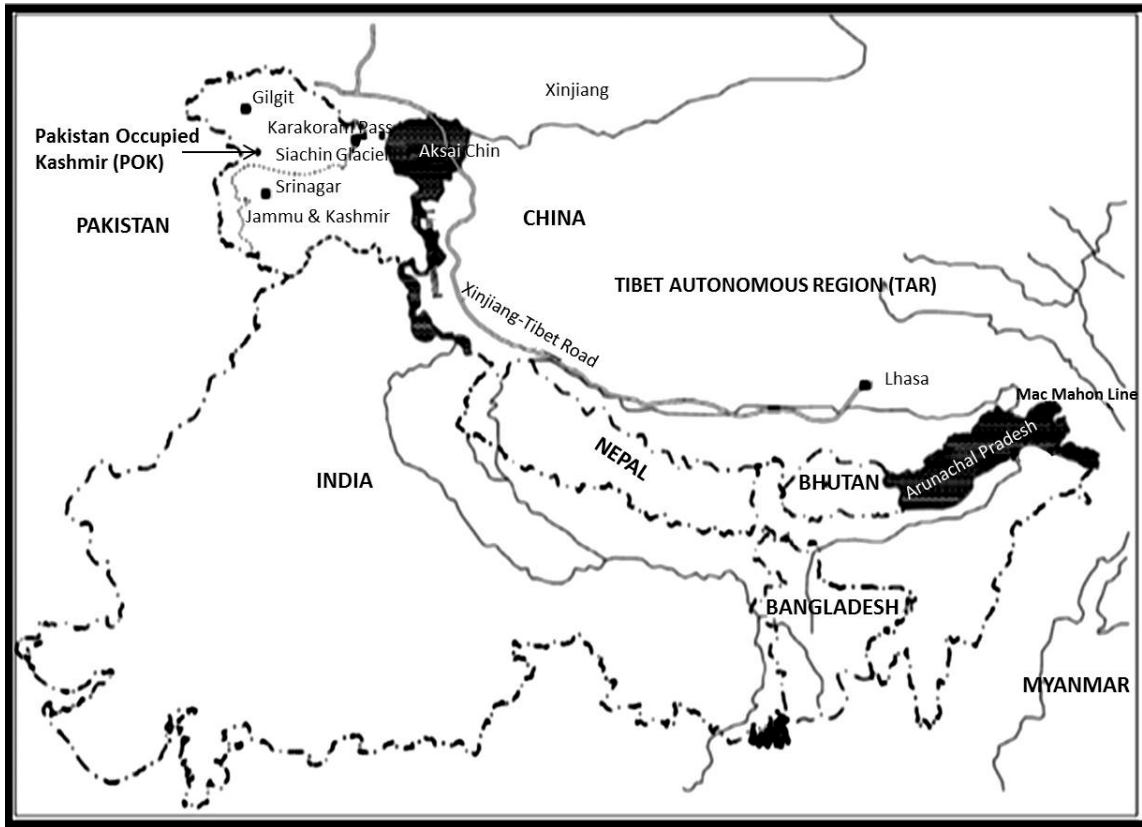 Xinjiang
Gilgit
Karakoram Pass
Pakistan Occupied
Kashmir (POK)
Siachin Glacier
Aksai Chin
Srinagar
Jammu & Kashmir
PAKISTAN
CHINA
TIBET AUTONOMOUS REGION (TAR)
Xinjiang-Tibet Road
Lhasa
Mac Mahon Line
NEPAL
INDIA
BHUTAN
Arunachal Pradesh
BANGLADESH
MYANMAR